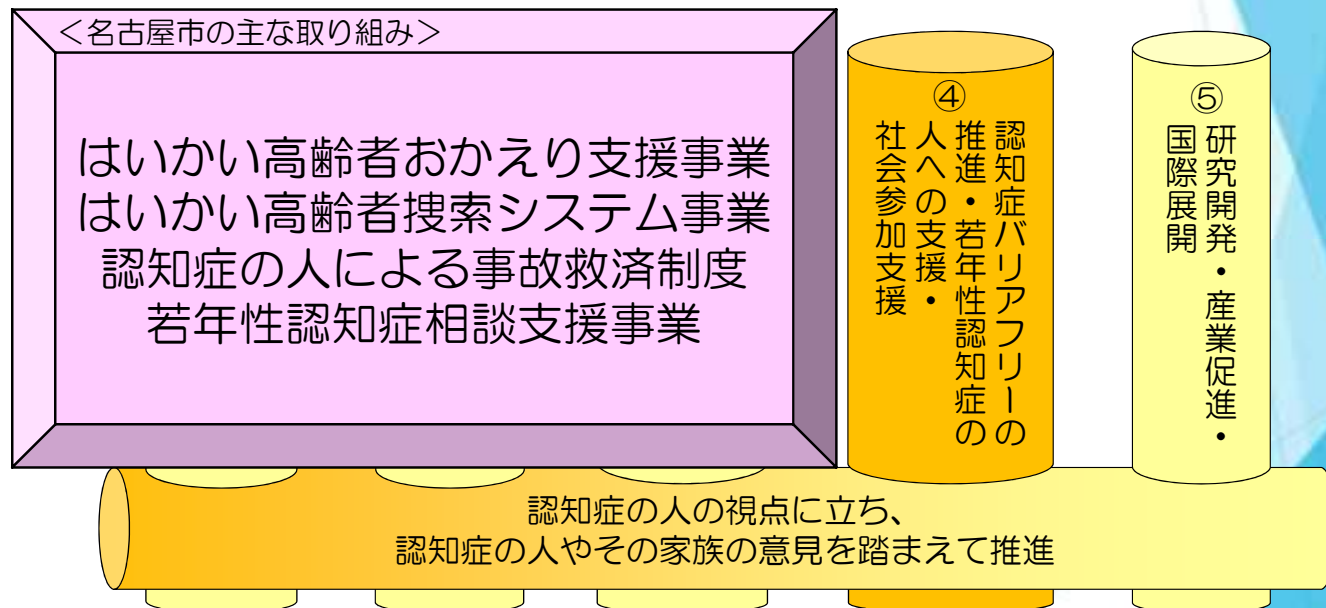 ＜名古屋市の主な取り組み＞
はいかい高齢者おかえり支援事業
はいかい高齢者捜索システム事業
認知症の人による事故救済制度
若年性認知症相談支援事業
④
認知症バリアフリーの
推進・若年性認知症の
人への支援・
社会参加支援
⑤
研究開発・産業促進・
国際展開
認知症の人の視点に立ち、
認知症の人やその家族の意見を踏まえて推進